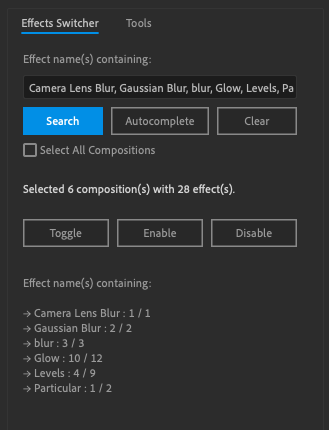 Effects Switcher Tools
Effect name(s) containing:
Camera Lens Blur, Gaussian Blur, blur, Glow, Levels, Pa
Search Autocomplete Clear
Select All Compositions
Selected 6 composition(s) with 28 effect(s).
Toggle Enable Disable
Effect name(s) containing:
→ Camera Lens Blur : 1 / 1
→ Gaussian Blur : 2 / 2
→ blur : 3 / 3
→ Glow : 10 / 12
→ Levels : 4 / 9
→ Particular : 1 / 2